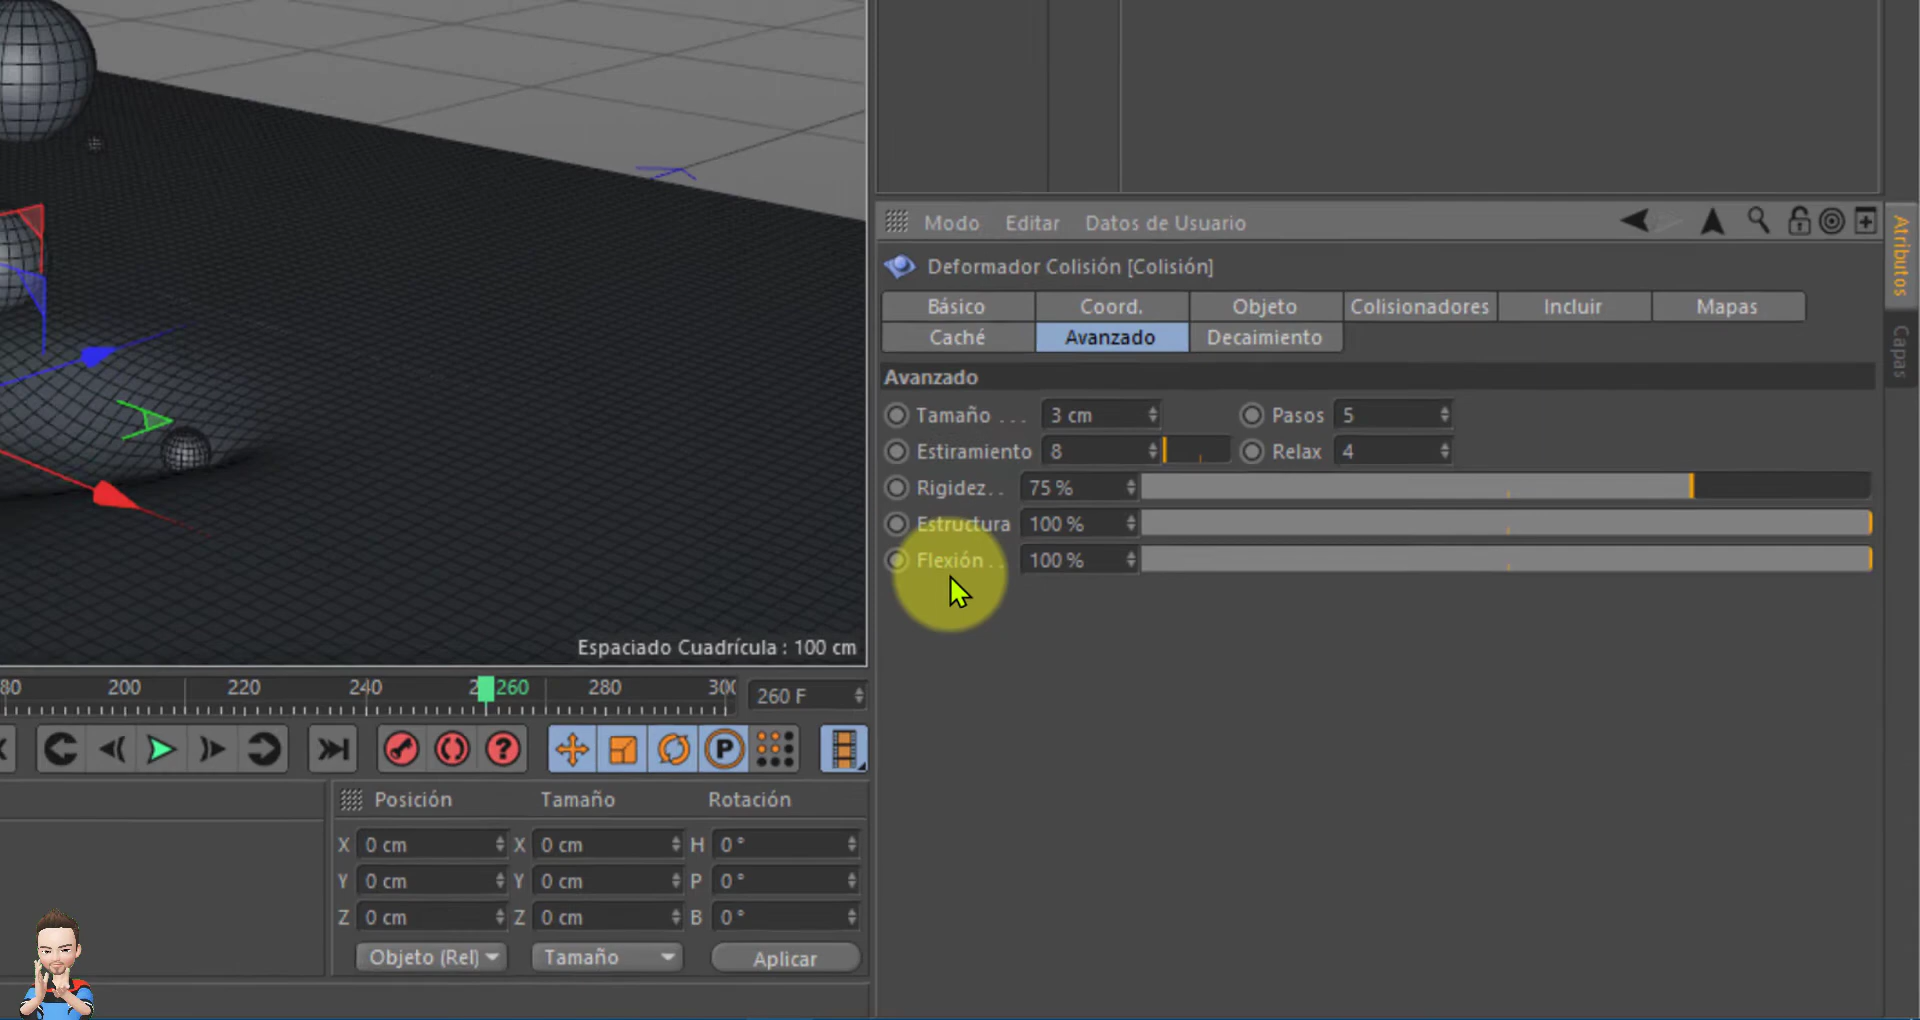 Modo Editar Datos de Usuario
Deformador Colisión [Colisión]
Básico Coord. Objeto Colisionadores Incluir Mapas
Caché Avanzado Decaimiento
Avanzado
Tamaño . . . 3 cm Pasos 5
Estiramiento 8 Relax 4
Rigidez. . 75 %
Estructura 100 %
Flexión . . 100 %
Atributos
Capas
Espaciado Cuadrícula : 100 cm
80 200 220 240 2 260 280 300 260 F
P
Posición Tamaño Rotación
X 0 cm X 0 cm H 0 °
Y 0 cm Y 0 cm P 0 °
Z 0 cm Z 0 cm B 0 °
Objeto (Rel) Tamaño Aplicar